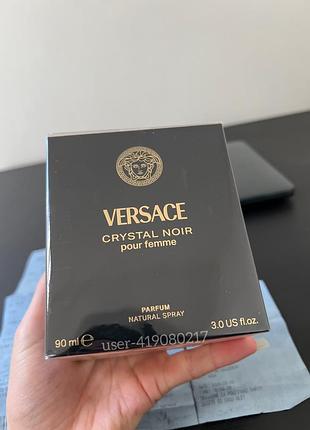 VERSACE
CRYSTAL NOIR
pour femme
PARFUM
NATURAL SPRAY
90 ml e 3.0 US fl.oz.
user-419080217